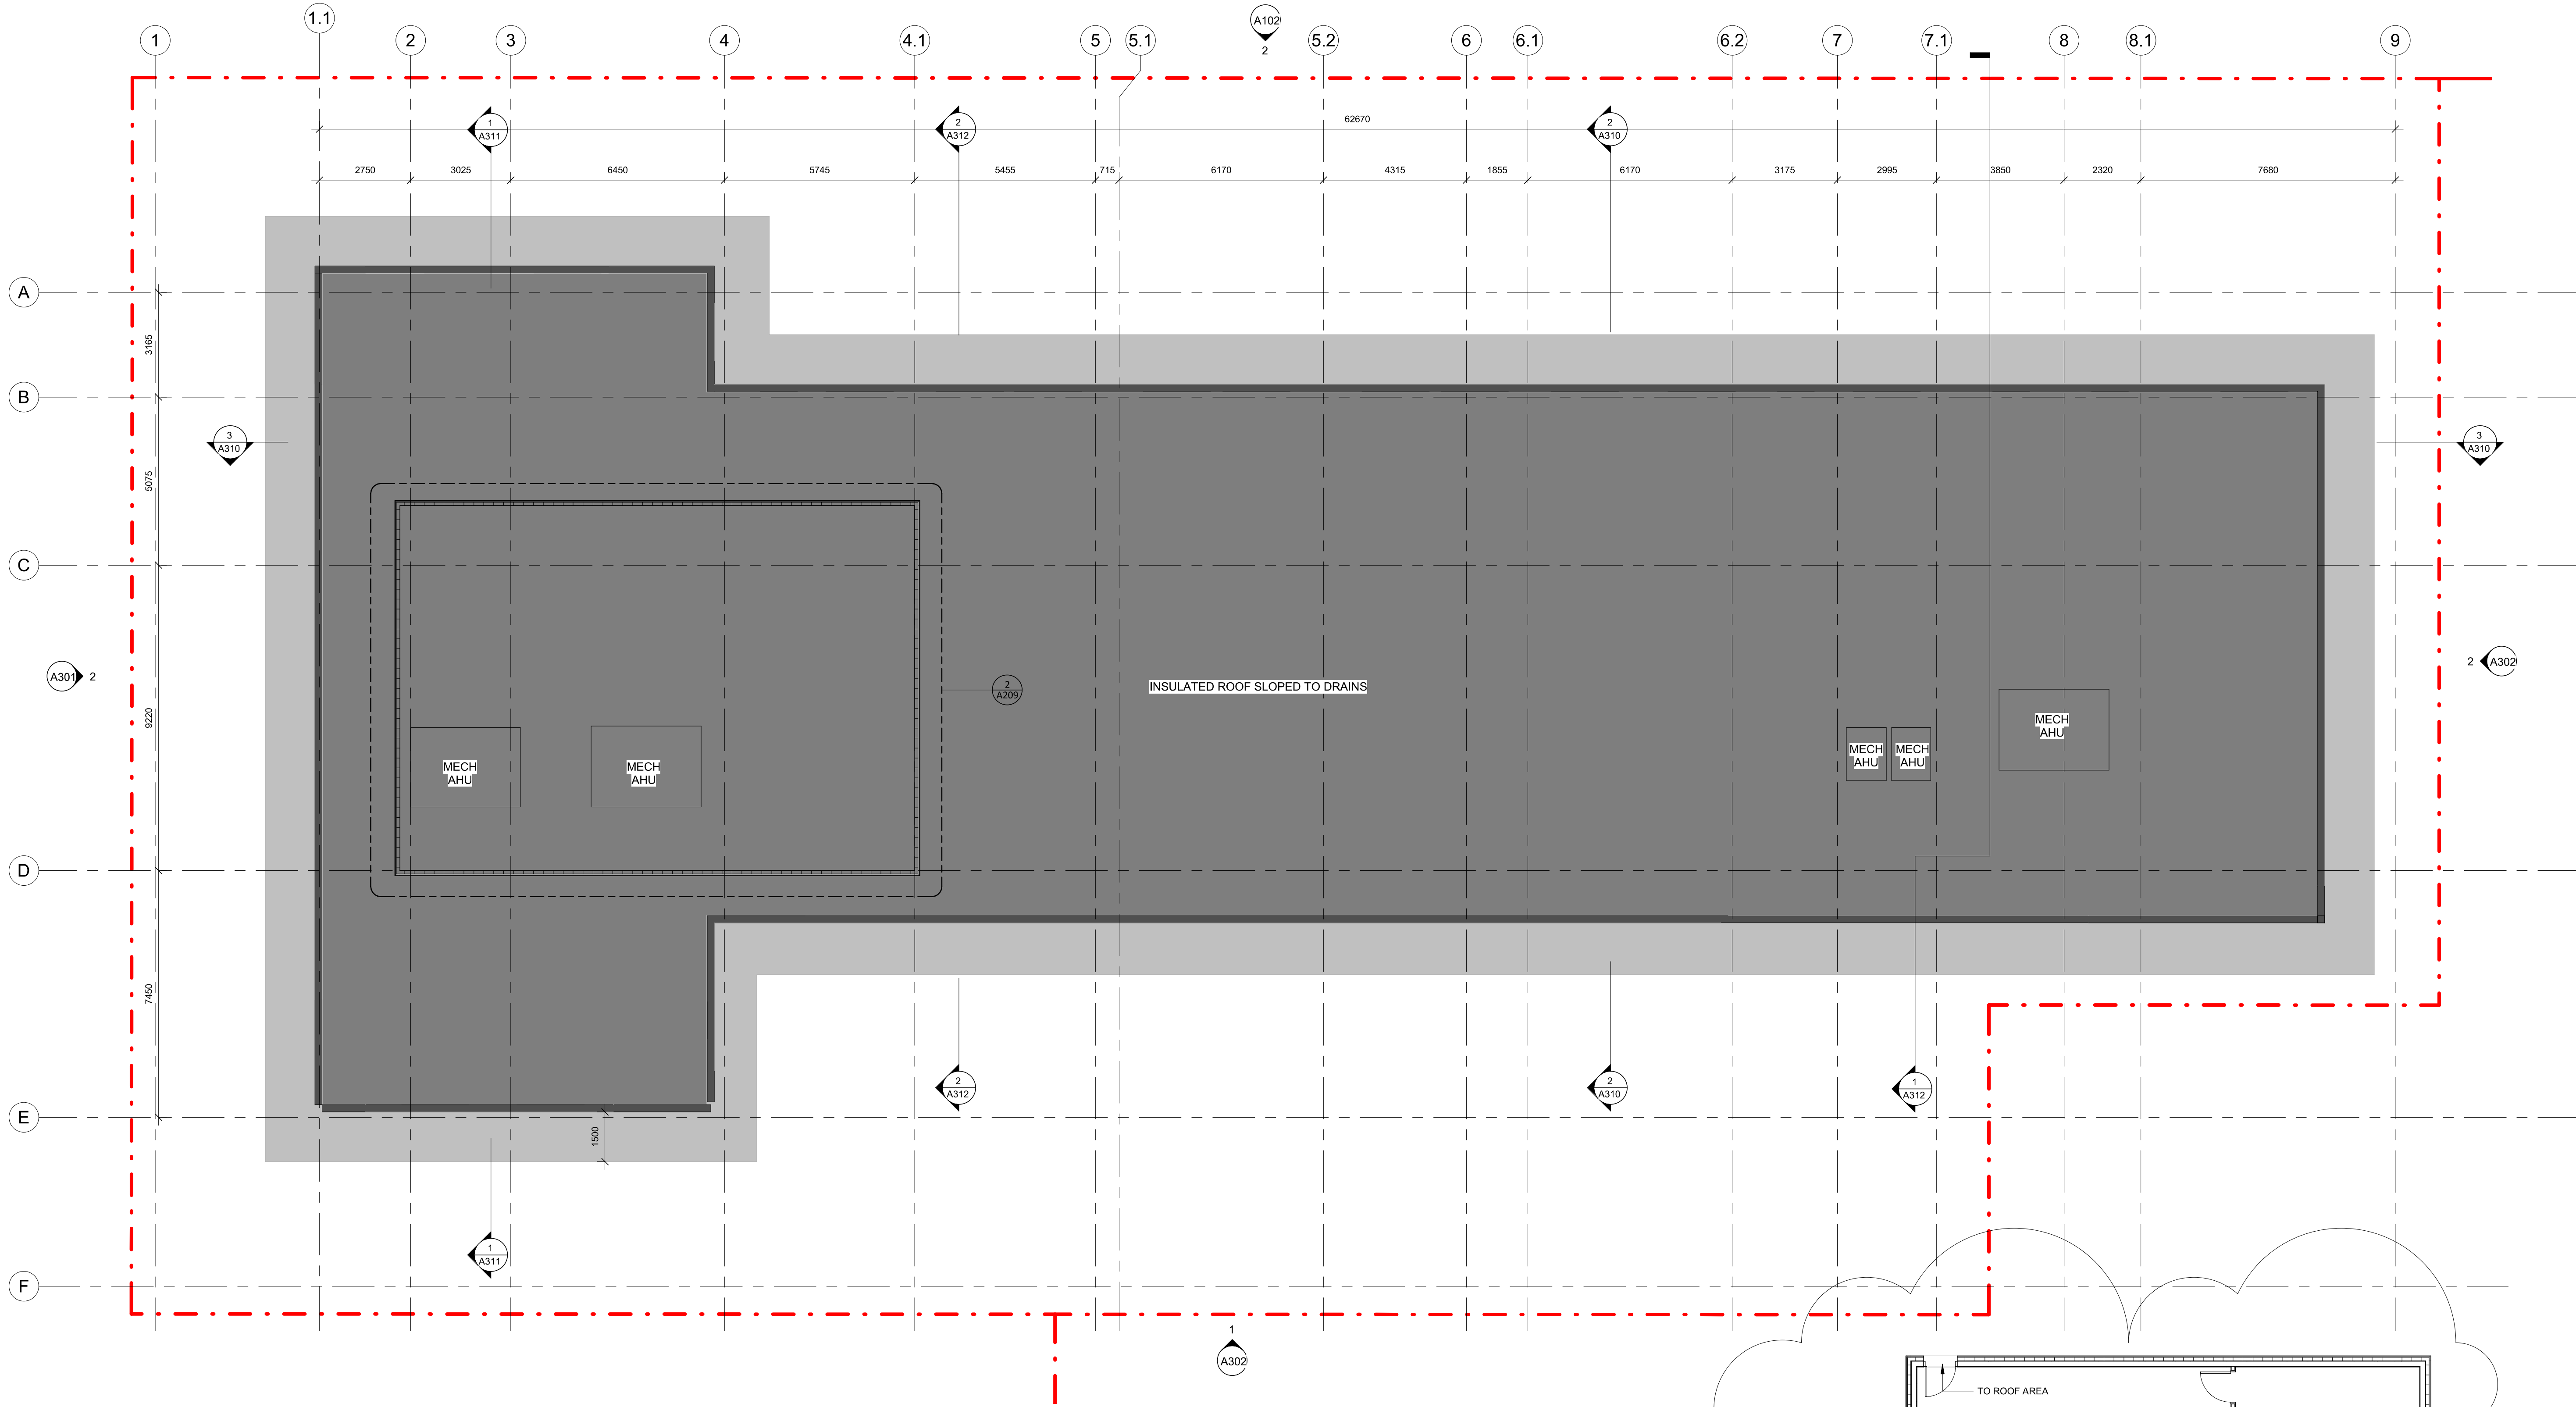 1.1
1
2
3
4
4.1
5
5.1
A102
2
5.2
6
6.1
6.2
7
7.1
8
8.1
9
1
A311
2
A312
62670
2
A310
2750
3025
6450
5745
5455
715
6170
4315
1855
6170
3175
2995
3850
2320
7680
A
3165
B
3
A310
3
A310
5075
C
A301
2
2
A302
2
A209
INSULATED ROOF SLOPED TO DRAINS
9220
MECH
AHU
MECH
AHU
MECH
AHU
MECH
AHU
MECH
AHU
D
7450
E
1500
2
A312
2
A310
1
A312
1
A311
F
1
A302
TO ROOF AREA